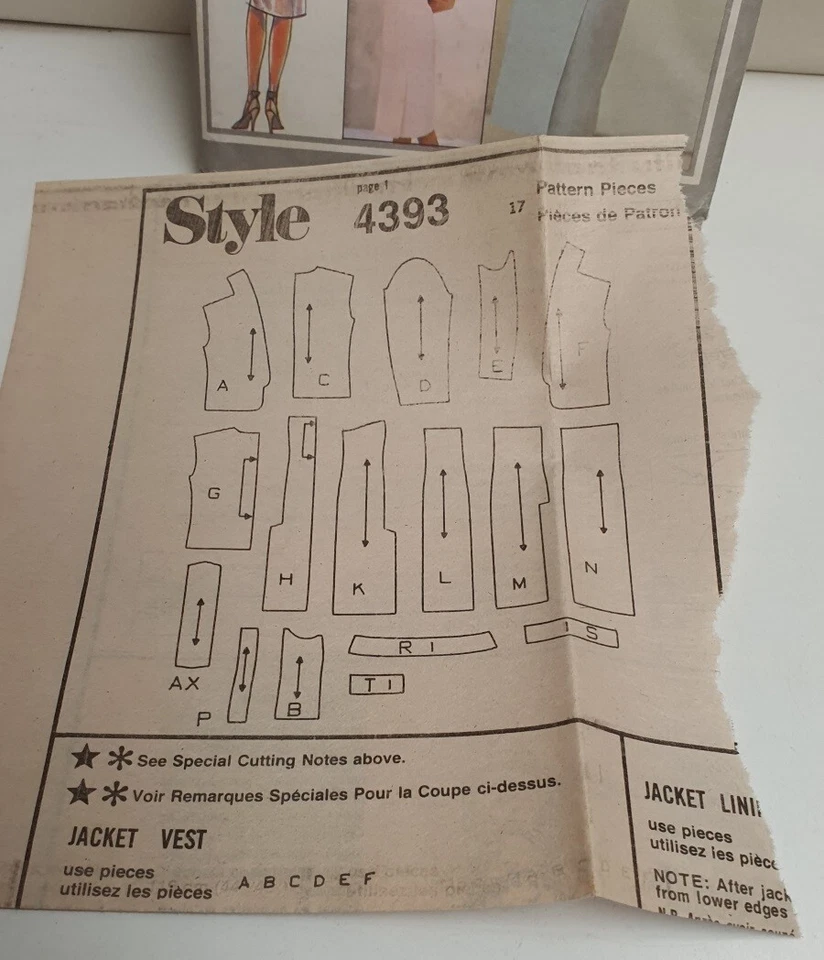 page 1
Style 4393 17 Pattern Pieces
Pièces de Patron
A C D E F
G H K L M N
AX P B R I I S
T I
See Special Cutting Notes above.
Voir Remarques Spéciales Pour la Coupe ci-dessus.
JACKET VEST
use pieces
utilisez les pièces A B C D E F
JACKET LINI
use pieces
utilisez les pièce
NOTE: After jack
from lower edges